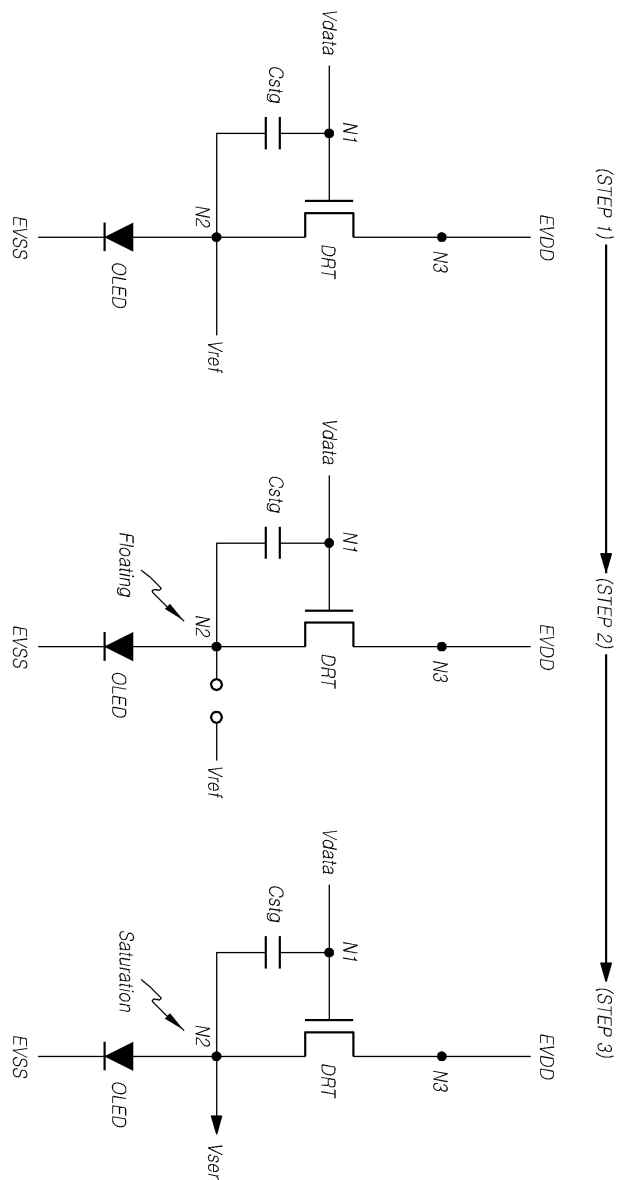 (STEP 1)
(STEP 2)
(STEP 3)
EVDD
N3
Vdata
N1
DRT
Cstg
N2
Vref
OLED
EVSS
EVDD
N3
Vdata
N1
DRT
Cstg
N2
Vref
Floating
OLED
EVSS
EVDD
N3
Vdata
N1
DRT
Cstg
N2
Vser
Saturation
OLED
EVSS